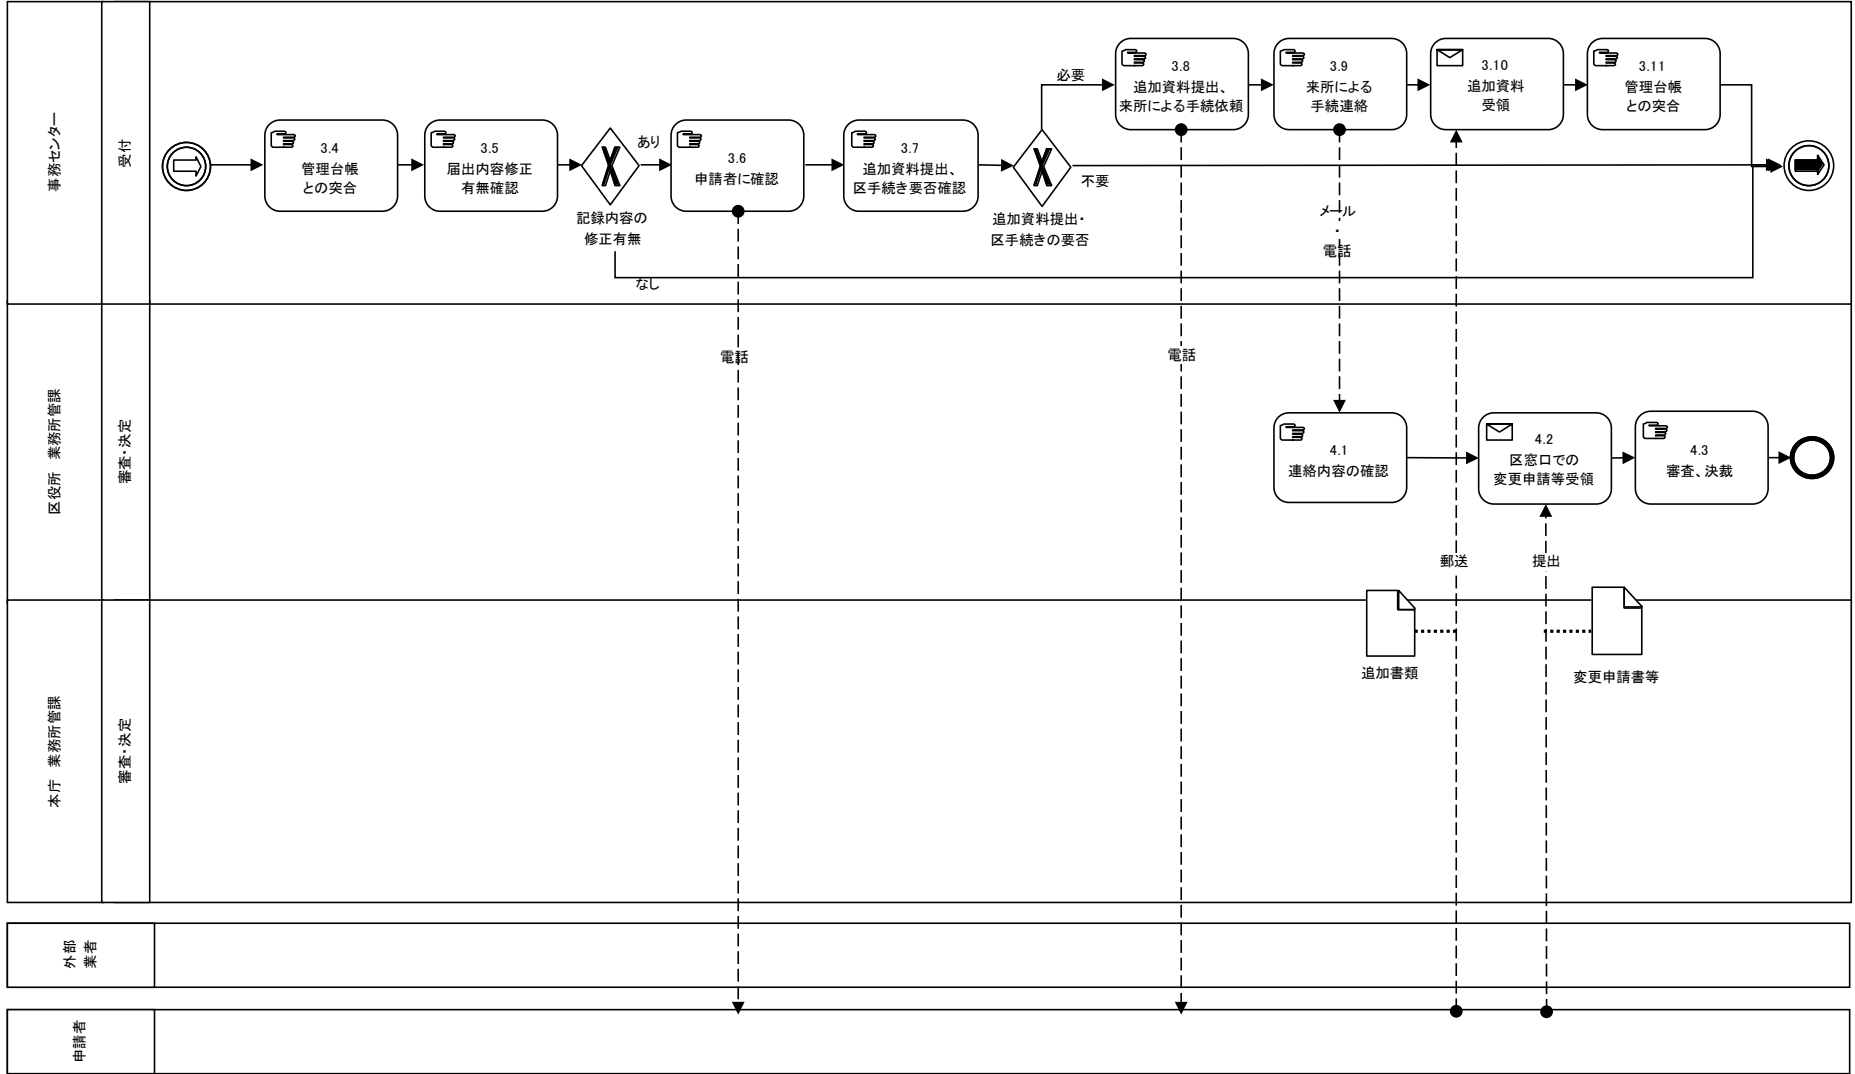 事務センター
受付
3.4
管理台帳
との突合
3.5
届出内容修正
有無確認
記録内容の
修正有無
あり
なし
3.6
申請者に確認
3.7
追加資料提出、
区手続き要否確認
追加資料提出・
区手続きの要否
必要
不要
3.8
追加資料提出、
来所による手続依頼
3.9
来所による
手続連絡
3.10
追加資料
受領
3.11
管理台帳
との突合
メール
・
電話
電話
電話
区役所 業務所管課
審査・決定
4.1
連絡内容の確認
4.2
区窓口での
変更申請等受領
4.3
審査、決裁
郵送
提出
追加書類
変更申請書等
本庁 業務所管課
審査・決定
外部
業者
申請者